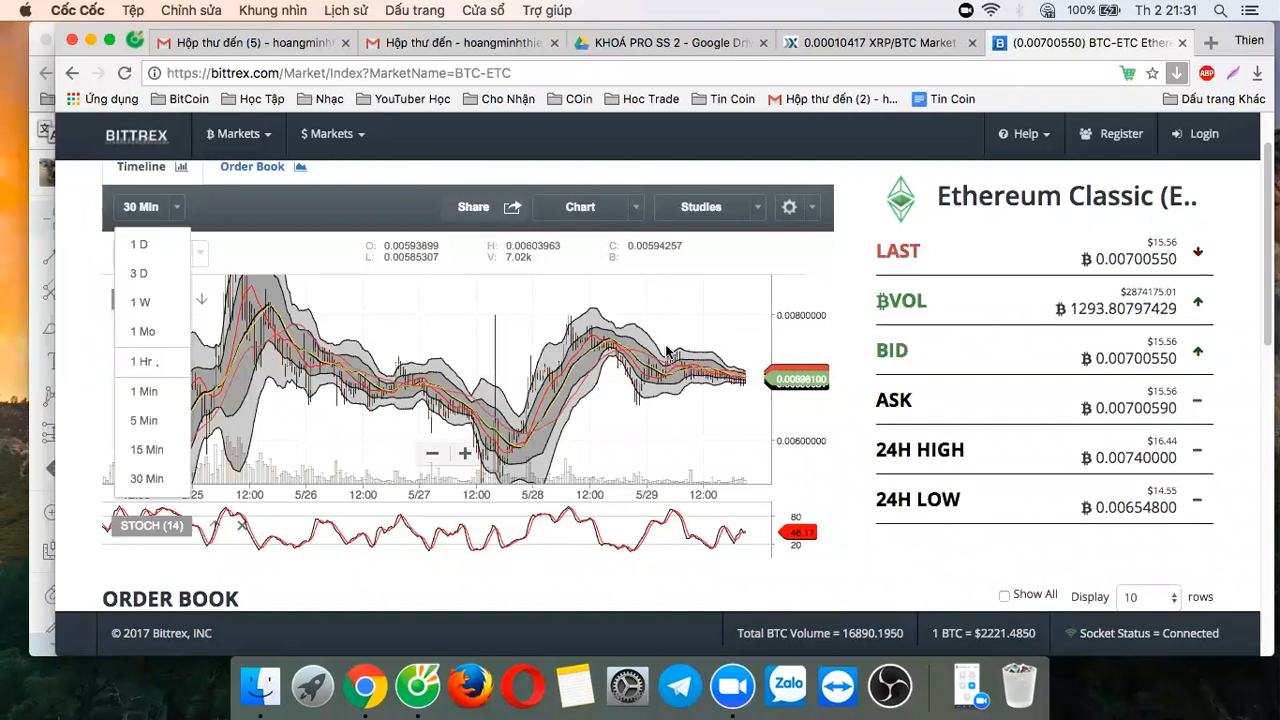 Cốc Cốc Tệp Chỉnh sửa Khung nhìn Lịch sử Dấu trang Cửa sổ Trợ giúp 100% Th 2 21:31
Hộp thư đến (5) - hoangminht Hộp thư đến - hoangminhthie KHOÁ PRO SS 2 - Google Driv 0.00010417 XRP/BTC Market (0.00700550) BTC-ETC Ethere Thien
https://bittrex.com/Market/Index?MarketName=BTC-ETC
Ứng dụng BitCoin Học Tập Nhạc YouTuber Học Cho Nhận COin Hoc Trade Tin Coin Hộp thư đến (2) - h... Tin Coin Dấu trang Khác
BITTREX ฿ Markets $ Markets Help Register Login
Timeline Order Book
30 Min Share Chart Studies
1 D
3 D
1 W
1 Mo
1 Hr .
1 Min
5 Min
15 Min
30 Min
O: 0.00593899 H: 0.00603963 C: 0.00594257
L: 0.00585307 V: 7.02k B:
0.00800000
0.00698100
0.00600000
5/25 12:00 5/26 12:00 5/27 12:00 5/28 12:00 5/29 12:00
STOCH (14)
80
46.17
20
Ethereum Classic (E..
LAST $15.56
฿ 0.00700550
฿VOL $2874175.01
฿ 1293.80797429
BID $15.56
฿ 0.00700550
ASK $15.56
฿ 0.00700590
24H HIGH $16.44
฿ 0.00740000
24H LOW $14.55
฿ 0.00654800
ORDER BOOK Show All Display 10 rows
© 2017 Bittrex, INC Total BTC Volume = 16890.1950 1 BTC = $2221.4850 Socket Status = Connected
Zalo